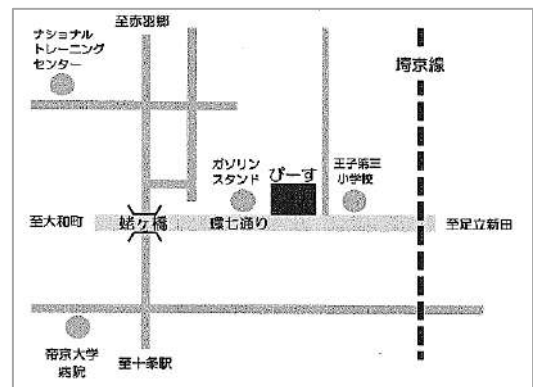 至赤羽郷
ナショナル
トレーニング
センター
埼京線
ガソリン
スタンド
ぴーす
王子第三
小学校
至大和町
姥ヶ橋
環七通り
至足立新田
帝京大学
病院
至十条駅